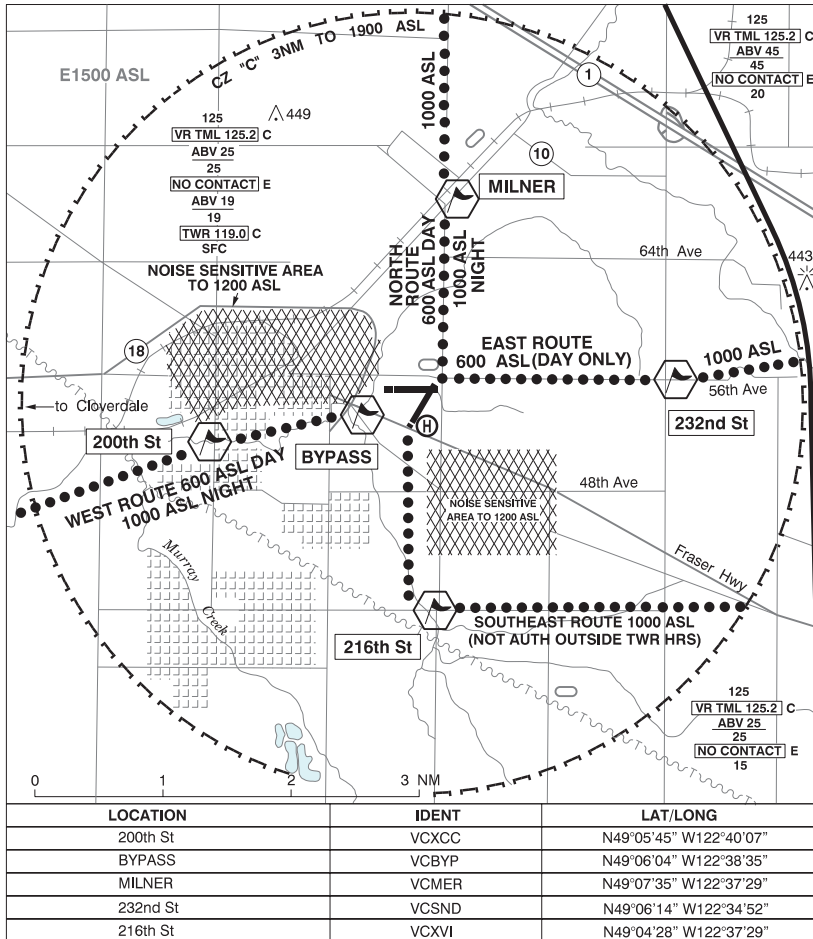 E1500 ASL
CZ "C" 3NM TO 1900 ASL
1000 ASL
1
125
VR TML 125.2 C
ABV 45
45
NO CONTACT E
20
125
VR TML 125.2 C
ABV 25
25
NO CONTACT E
ABV 19
19
TWR 119.0 C
SFC
449
10
MILNER
NOISE SENSITIVE AREA
TO 1200 ASL
NORTH
ROUTE
600 ASL DAY
1000 ASL
NIGHT
64th Ave
443
18
EAST ROUTE
600 ASL (DAY ONLY)
1000 ASL
56th Ave
to Cloverdale
200th St
BYPASS
H
232nd St
WEST ROUTE 600 ASL DAY
1000 ASL NIGHT
48th Ave
NOISE SENSITIVE
AREA TO 1200 ASL
Murray
Creek
Fraser Hwy
216th St
SOUTHEAST ROUTE 1000 ASL
(NOT AUTH OUTSIDE TWR HRS)
125
VR TML 125.2 C
ABV 25
25
NO CONTACT E
15
0 1 2 3 NM
LOCATION IDENT LAT/LONG
200th St VCXCC N49°05'45" W122°40'07"
BYPASS VCBYP N49°06'04" W122°38'35"
MILNER VCMER N49°07'35" W122°37'29"
232nd St VCSND N49°06'14" W122°34'52"
216th St VCXVI N49°04'28" W122°37'29"